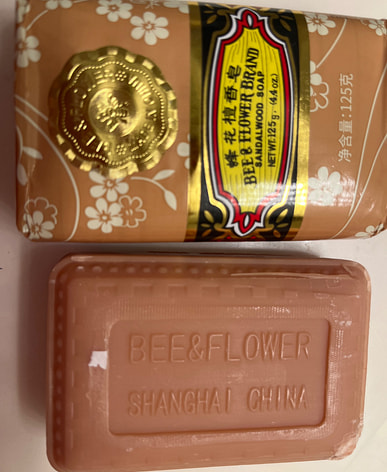 蜂花檀香皂
BEE & FLOWER BRAND
SANDALWOOD SOAP
NET WT. 125g. (4.4oz.)
净含量:125克
BEE&FLOWER
SHANGHAI CHINA